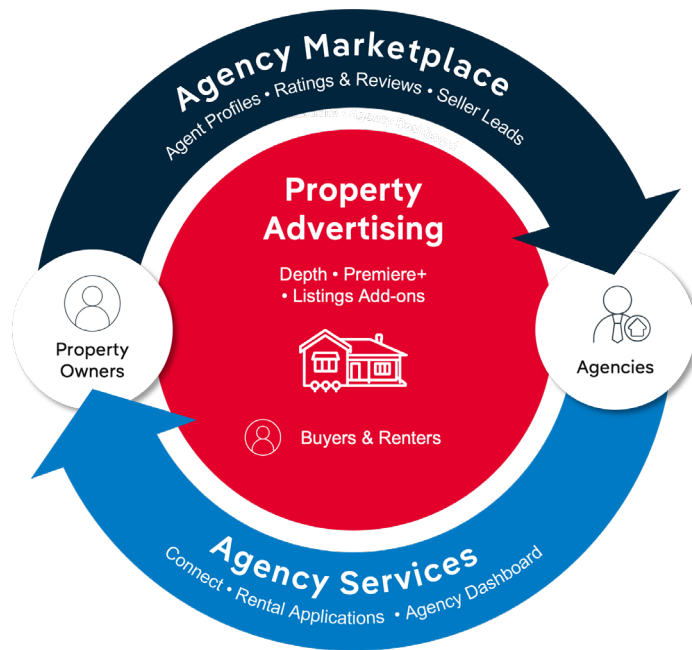 Agency Marketplace
Agent Profiles • Ratings & Reviews • Seller Leads
Property
Advertising
Depth • Premiere+
• Listings Add-ons
Property
Owners
Agencies
Buyers & Renters
Agency Services
Connect • Rental Applications • Agency Dashboard